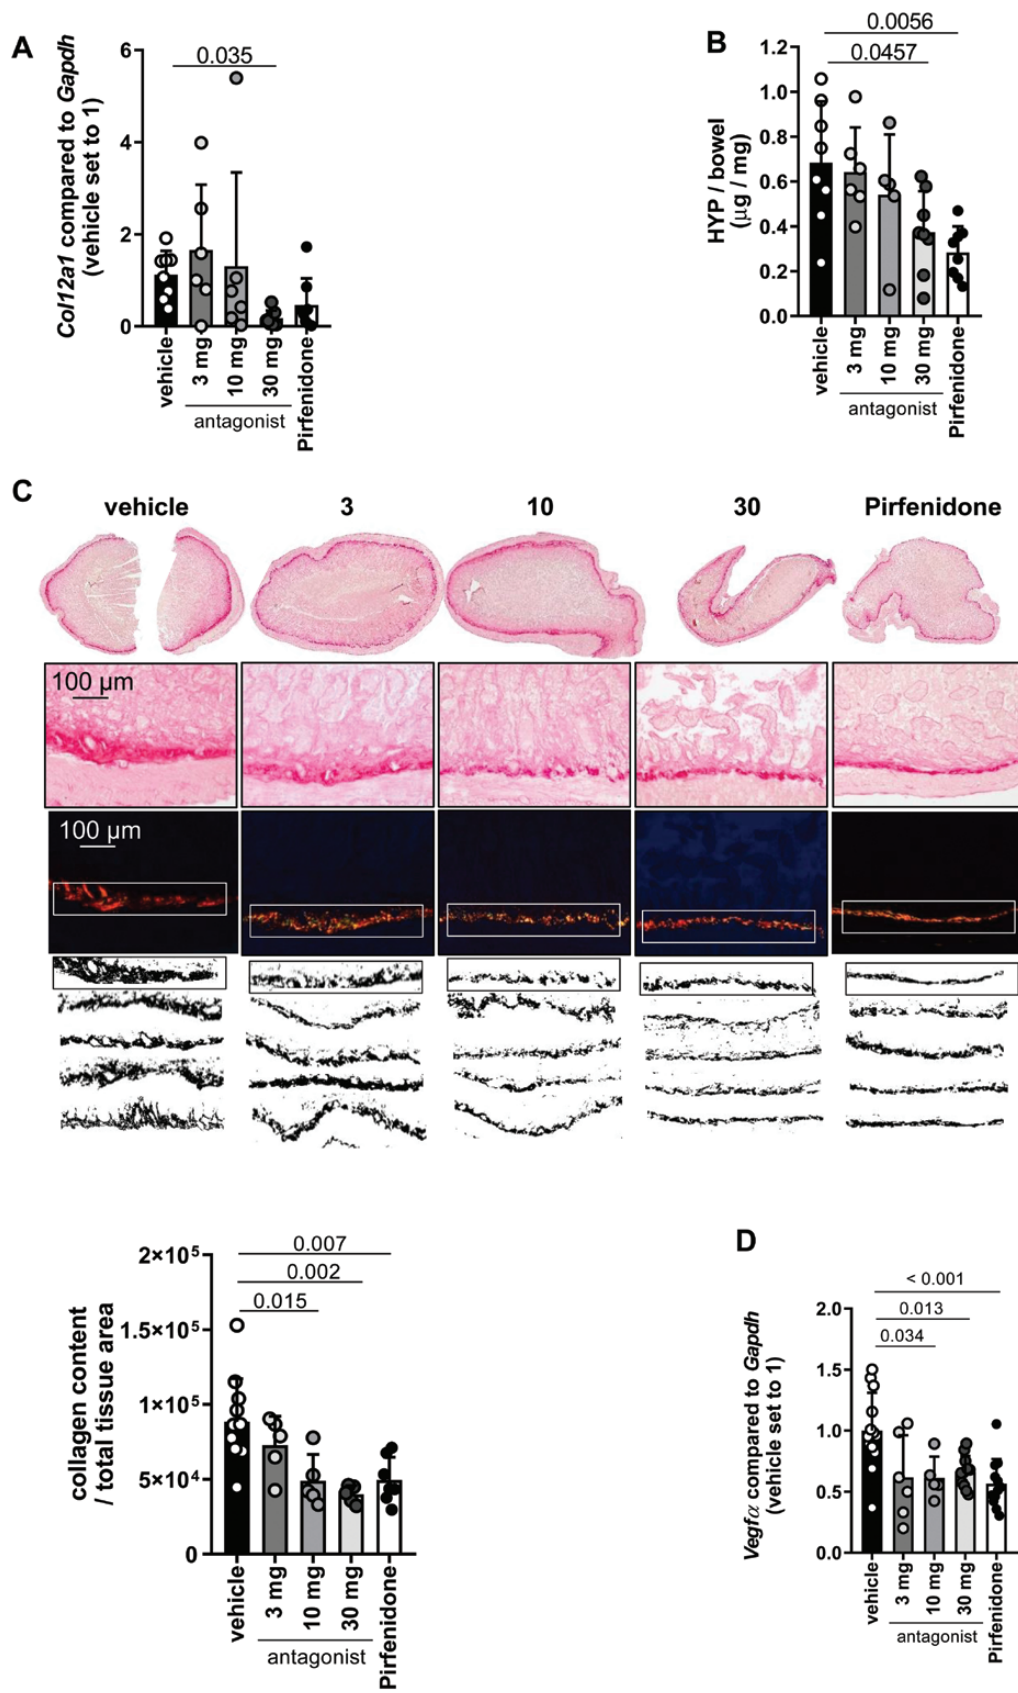 A
Col12a1 compared to Gapdh
(vehicle set to 1)
6
4
2
0
0.035
vehicle
3 mg
10 mg
30 mg
Pirfenidone
antagonist
B
HYP / bowel
(µg / mg)
1.2
1.0
0.8
0.6
0.4
0.2
0.0
0.0056
0.0457
vehicle
3 mg
10 mg
30 mg
Pirfenidone
antagonist
C
vehicle 3 10 30 Pirfenidone
100 µm
100 µm
collagen content
/ total tissue area
2×10⁵
1.5×10⁵
1×10⁵
5×10⁴
0
0.007
0.002
0.015
vehicle
3 mg
10 mg
30 mg
Pirfenidone
antagonist
D
Vegfα compared to Gapdh
(vehicle set to 1)
2.0
1.5
1.0
0.5
0.0
< 0.001
0.013
0.034
vehicle
3 mg
10 mg
30 mg
Pirfenidone
antagonist